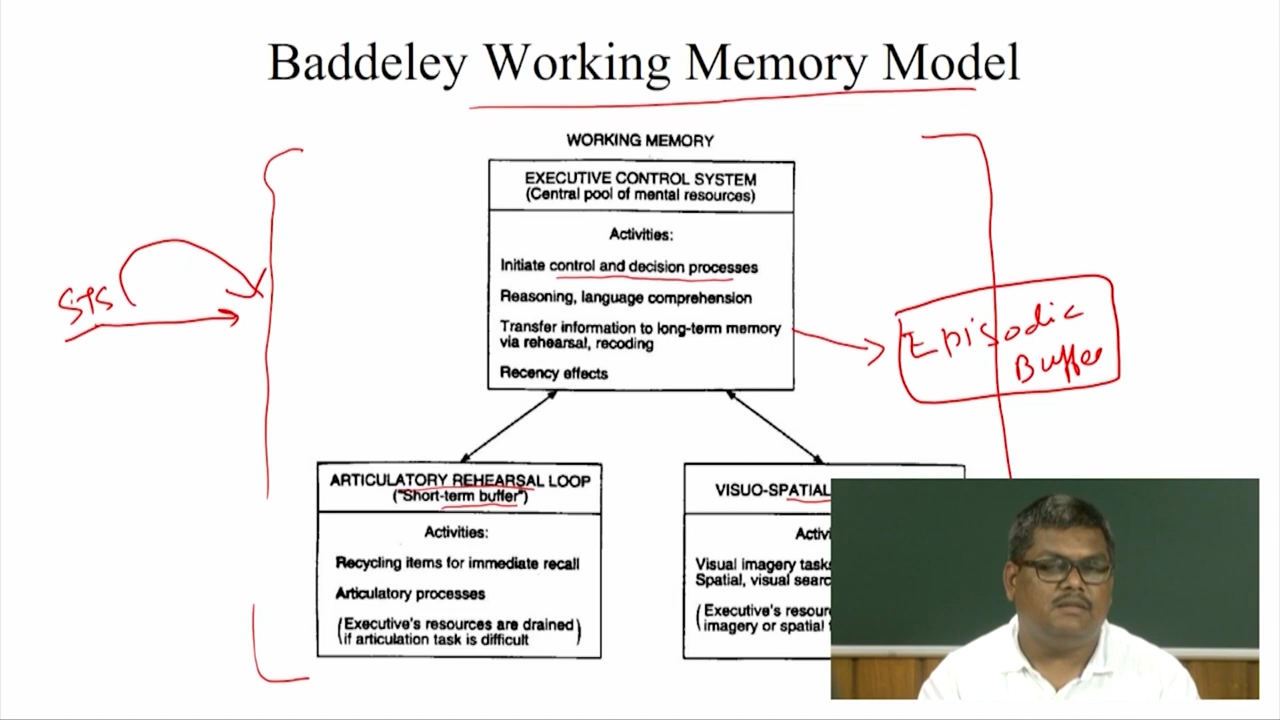 Baddeley Working Memory Model
WORKING MEMORY
EXECUTIVE CONTROL SYSTEM
(Central pool of mental resources)
Activities:
Initiate control and decision processes
Reasoning, language comprehension
Transfer information to long-term memory
via rehearsal, recoding
Recency effects
STS
Episodic
Buffer
ARTICULATORY REHEARSAL LOOP
("Short-term buffer")
Activities:
Recycling items for immediate recall
Articulatory processes
(Executive's resources are drained
if articulation task is difficult)
VISUO-SPATIAL
Visual imagery
Spatial, visual
(Executive's
imagery or spatial